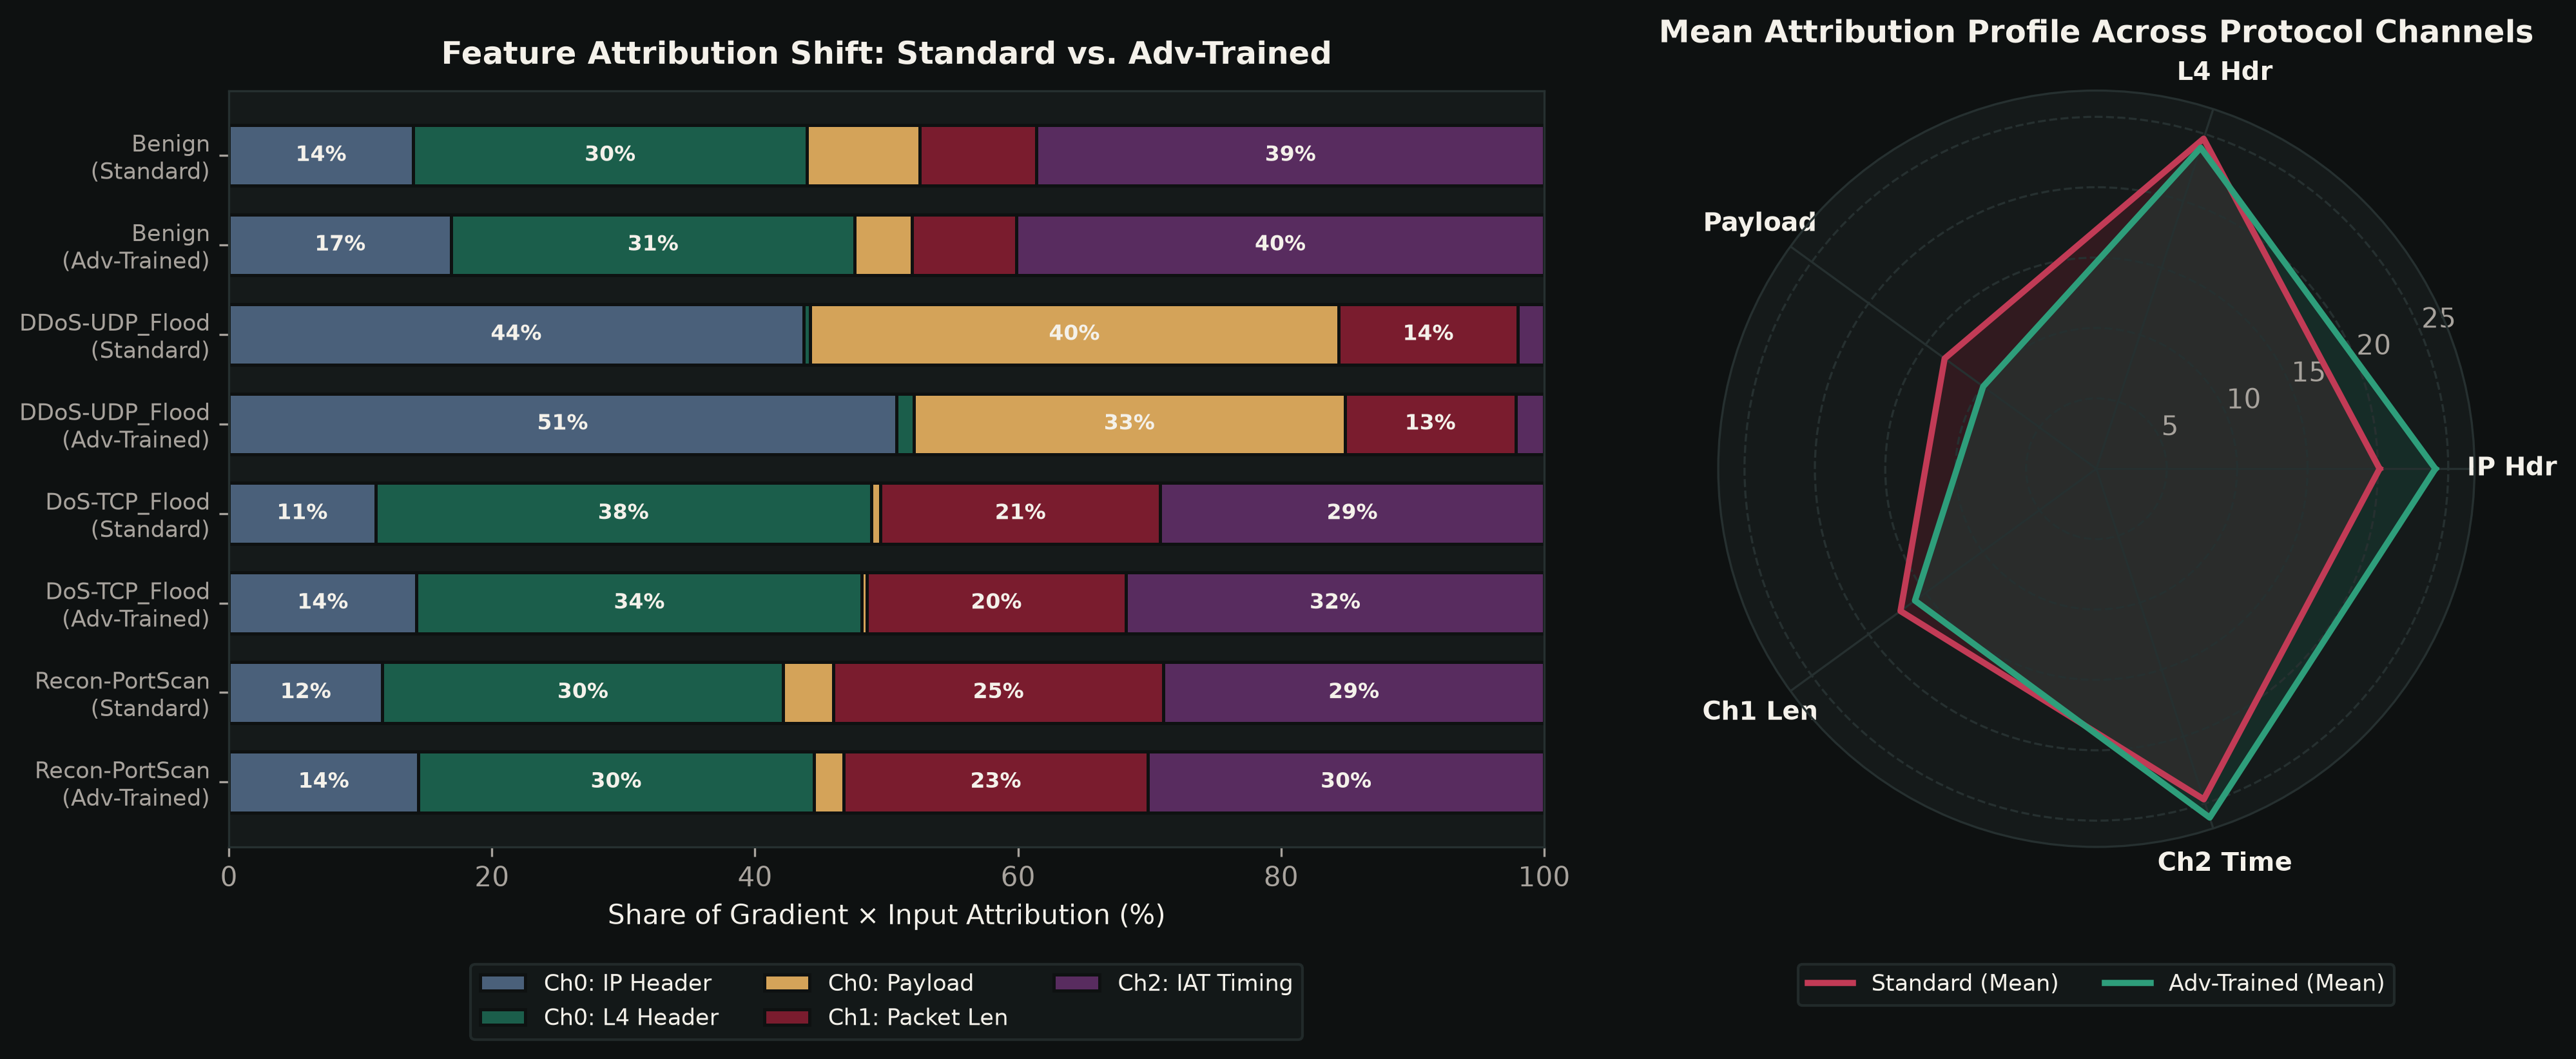 Feature Attribution Shift: Standard vs. Adv-Trained
Benign
(Standard)
14%
30%
39%
Benign
(Adv-Trained)
17%
31%
40%
DDoS-UDP_Flood
(Standard)
44%
40%
14%
DDoS-UDP_Flood
(Adv-Trained)
51%
33%
13%
DoS-TCP_Flood
(Standard)
11%
38%
21%
29%
DoS-TCP_Flood
(Adv-Trained)
14%
34%
20%
32%
Recon-PortScan
(Standard)
12%
30%
25%
29%
Recon-PortScan
(Adv-Trained)
14%
30%
23%
30%
0 20 40 60 80 100
Share of Gradient × Input Attribution (%)
Ch0: IP Header
Ch0: L4 Header
Ch0: Payload
Ch1: Packet Len
Ch2: IAT Timing
Mean Attribution Profile Across Protocol Channels
L4 Hdr
Payload
25
20
15
10
5
IP Hdr
Ch1 Len
Ch2 Time
Standard (Mean)
Adv-Trained (Mean)